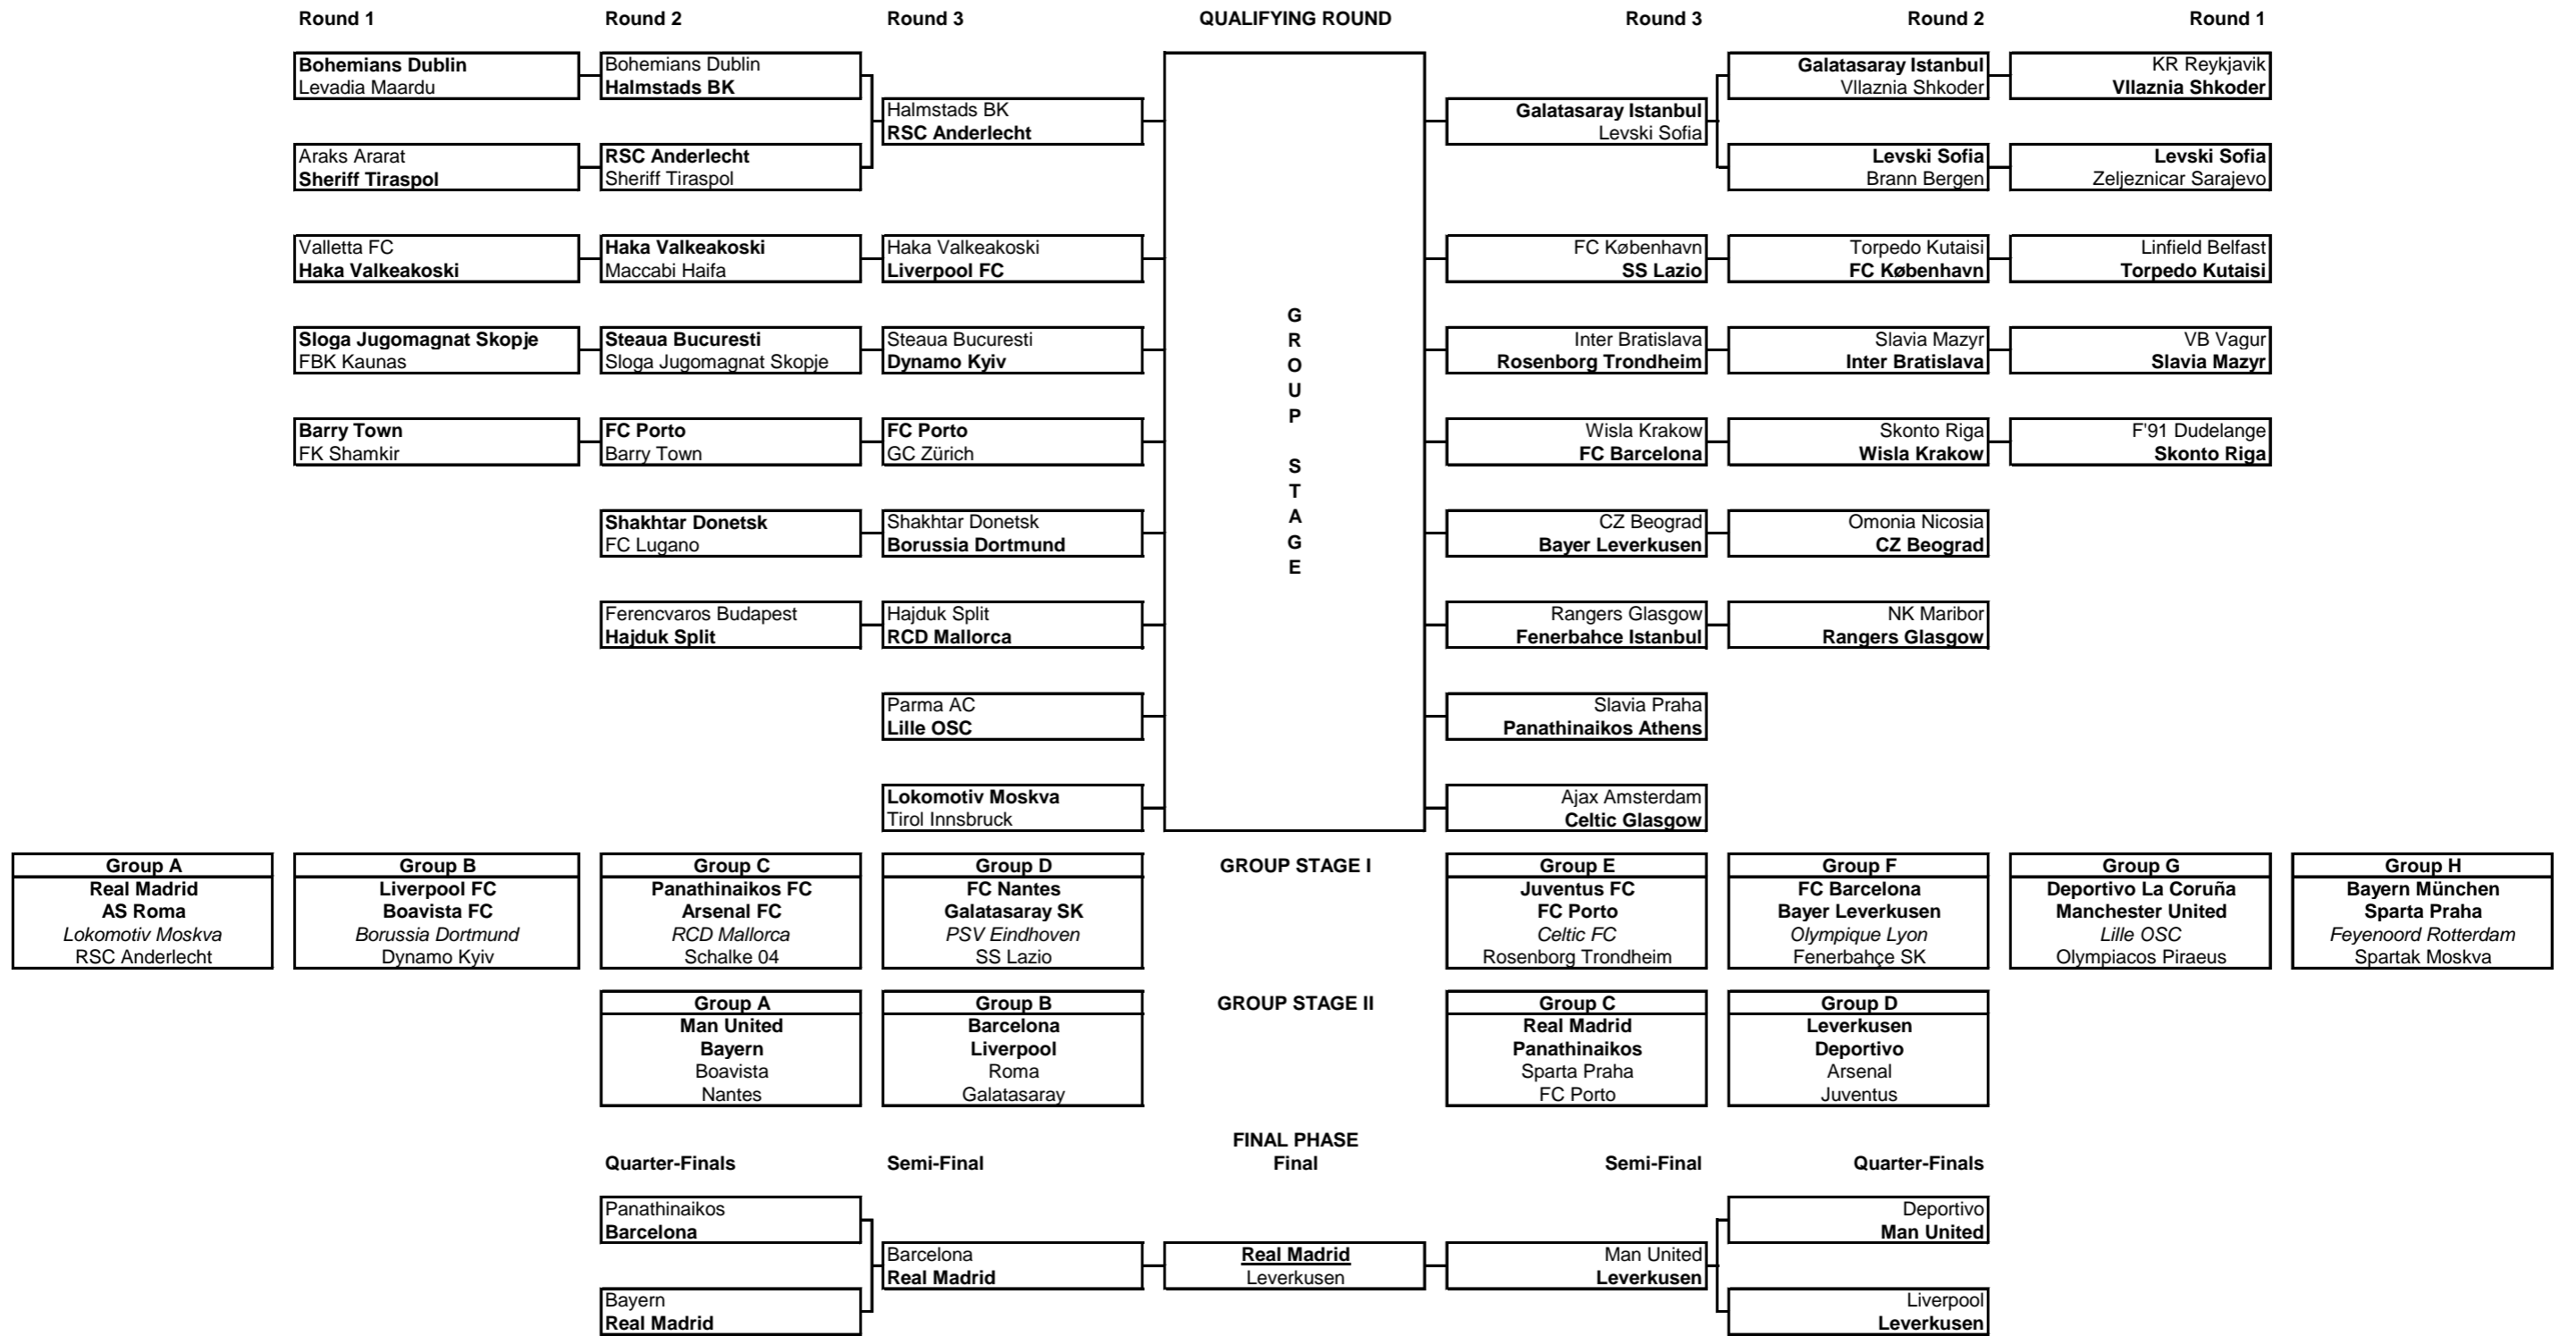 Round 1
Round 2
Round 3
QUALIFYING ROUND
Round 3
Round 2
Round 1
Bohemians Dublin
Levadia Maardu
Bohemians Dublin
Halmstads BK
Galatasaray Istanbul
Vllaznia Shkoder
KR Reykjavik
Vllaznia Shkoder
Halmstads BK
RSC Anderlecht
Galatasaray Istanbul
Levski Sofia
Araks Ararat
Sheriff Tiraspol
RSC Anderlecht
Sheriff Tiraspol
Levski Sofia
Brann Bergen
Levski Sofia
Zeljeznicar Sarajevo
Valletta FC
Haka Valkeakoski
Haka Valkeakoski
Maccabi Haifa
Haka Valkeakoski
Liverpool FC
FC København
SS Lazio
Torpedo Kutaisi
FC København
Linfield Belfast
Torpedo Kutaisi
GROUP STAGE
Sloga Jugomagnat Skopje
FBK Kaunas
Steaua Bucuresti
Sloga Jugomagnat Skopje
Steaua Bucuresti
Dynamo Kyiv
Inter Bratislava
Rosenborg Trondheim
Slavia Mazyr
Inter Bratislava
VB Vagur
Slavia Mazyr
Barry Town
FK Shamkir
FC Porto
Barry Town
FC Porto
GC Zürich
Wisla Krakow
FC Barcelona
Skonto Riga
Wisla Krakow
F'91 Dudelange
Skonto Riga
Shakhtar Donetsk
FC Lugano
Shakhtar Donetsk
Borussia Dortmund
CZ Beograd
Bayer Leverkusen
Omonia Nicosia
CZ Beograd
Ferencvaros Budapest
Hajduk Split
Hajduk Split
RCD Mallorca
Rangers Glasgow
Fenerbahce Istanbul
NK Maribor
Rangers Glasgow
Parma AC
Lille OSC
Slavia Praha
Panathinaikos Athens
Lokomotiv Moskva
Tirol Innsbruck
Ajax Amsterdam
Celtic Glasgow
Group A
Real Madrid
AS Roma
Lokomotiv Moskva
RSC Anderlecht
Group B
Liverpool FC
Boavista FC
Borussia Dortmund
Dynamo Kyiv
Group C
Panathinaikos FC
Arsenal FC
RCD Mallorca
Schalke 04
Group D
FC Nantes
Galatasaray SK
PSV Eindhoven
SS Lazio
GROUP STAGE I
Group E
Juventus FC
FC Porto
Celtic FC
Rosenborg Trondheim
Group F
FC Barcelona
Bayer Leverkusen
Olympique Lyon
Fenerbahçe SK
Group G
Deportivo La Coruña
Manchester United
Lille OSC
Olympiacos Piraeus
Group H
Bayern München
Sparta Praha
Feyenoord Rotterdam
Spartak Moskva
Group A
Man United
Bayern
Boavista
Nantes
Group B
Barcelona
Liverpool
Roma
Galatasaray
GROUP STAGE II
Group C
Real Madrid
Panathinaikos
Sparta Praha
FC Porto
Group D
Leverkusen
Deportivo
Arsenal
Juventus
FINAL PHASE
Quarter-Finals
Semi-Final
Final
Semi-Final
Quarter-Finals
Panathinaikos
Barcelona
Deportivo
Man United
Barcelona
Real Madrid
Real Madrid
Leverkusen
Man United
Leverkusen
Bayern
Real Madrid
Liverpool
Leverkusen